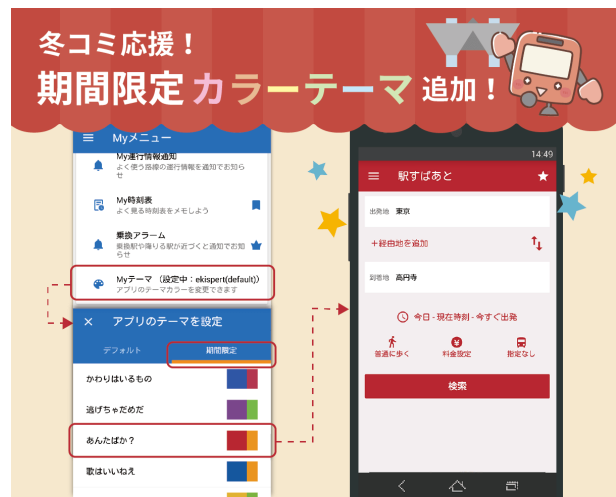 冬コミ応援！
期間限定カラーテーマ追加！
Myメニュー
My運行情報通知
よく使う路線の運行情報を通知でお知ら
せ
My時刻表
よく見る時刻表をメモしよう
乗換アラーム
乗換駅や降りる駅が近づくと通知でお知
らせ
Myテーマ（設定中：ekispert(default)）
アプリのテーマカラーを変更できます
× アプリのテーマを設定
デフォルト 期間限定
かわりはいるもの
逃げちゃだめだ
あんたばか？
歌はいいねえ
14:49
駅すぱあと
出発地 東京
＋経由地を追加
到着地 高円寺
今日-現在時刻-今すぐ出発
普通に歩く 料金設定 指定なし
検索